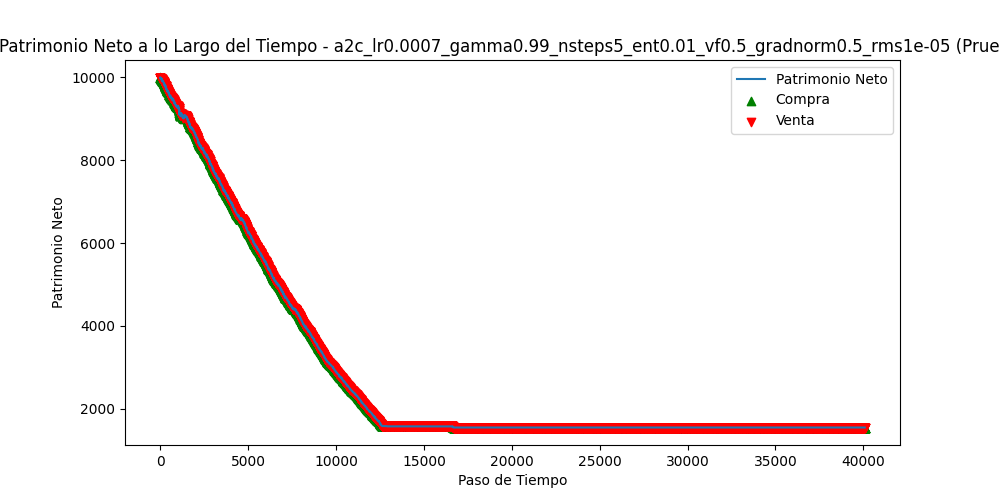 Patrimonio Neto a lo Largo del Tiempo - a2c_lr0.0007_gamma0.99_nsteps5_ent0.01_vf0.5_gradnorm0.5_rms1e-05 (Prue
Patrimonio Neto
Compra
Venta
10000
8000
6000
4000
2000
Patrimonio Neto
0
5000
10000
15000
20000
25000
30000
35000
40000
Paso de Tiempo